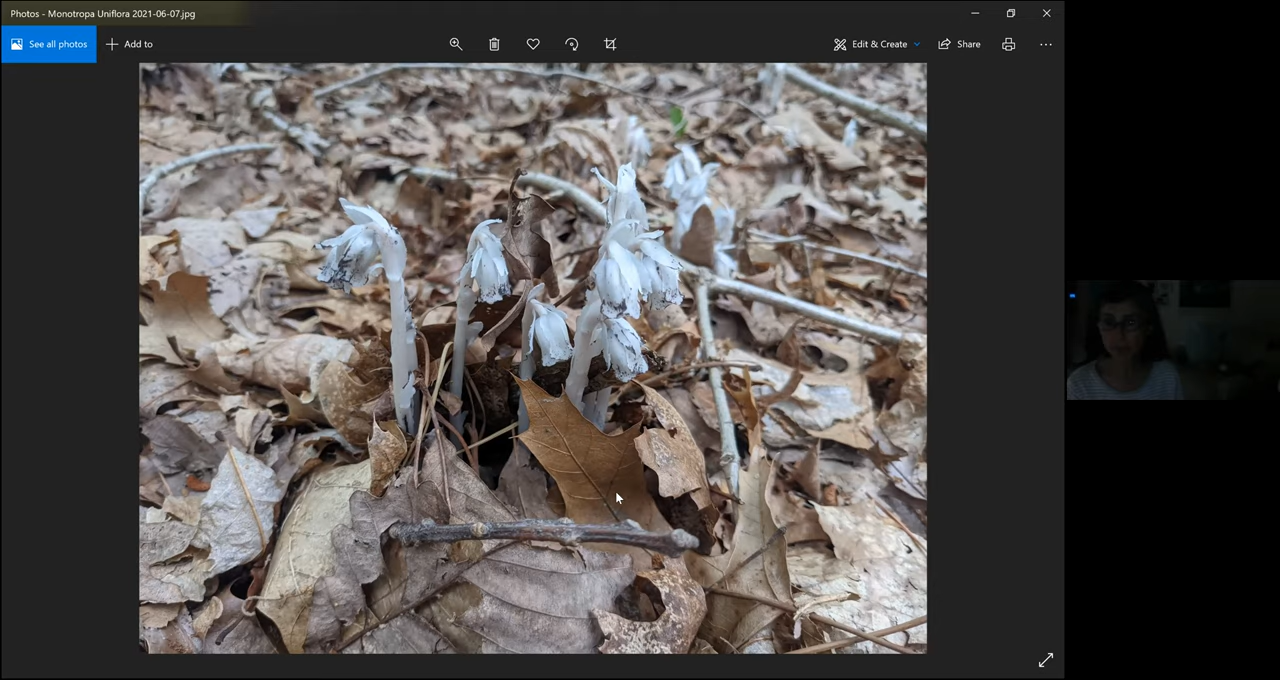 Photos - Monotropa Uniflora 2021-06-07.jpg
See all photos
Add to
Edit & Create
Share